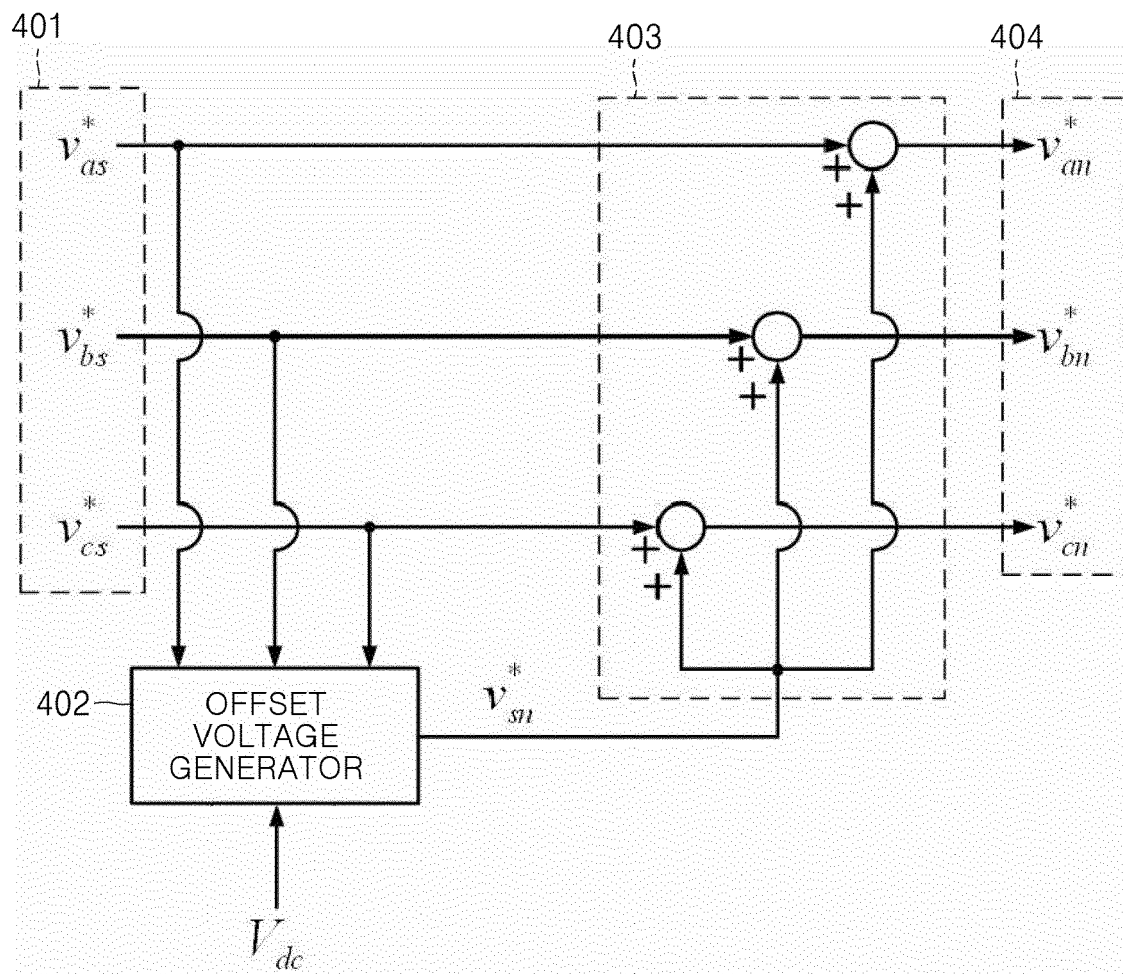 401
403
404
v*as
+
+
v*an
v*bs
+
+
v*bn
v*cs
+
+
v*cn
402
OFFSET
VOLTAGE
GENERATOR
v*sn
Vdc